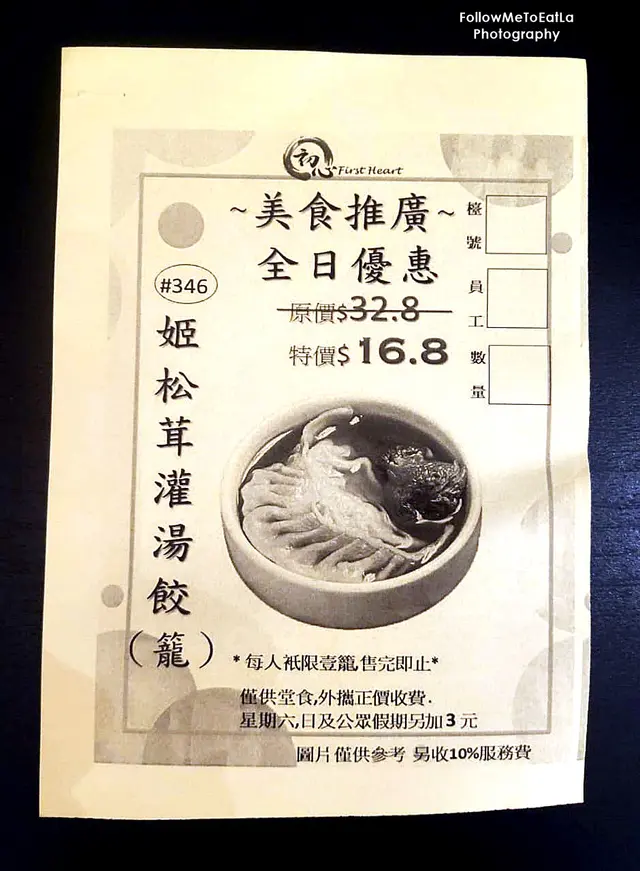 FollowMeToEatLa
Photography
初心 First Heart
~美食推廣~
全日優惠
原價$32.8
特價$16.8
檯號
員工
數量
#346
姬松茸灌湯餃(籠)
*每人衹限壹籠,售完即止*
僅供堂食,外攜正價收費.
星期六,日及公眾假期另加3元
圖片僅供參考 另收10%服務費